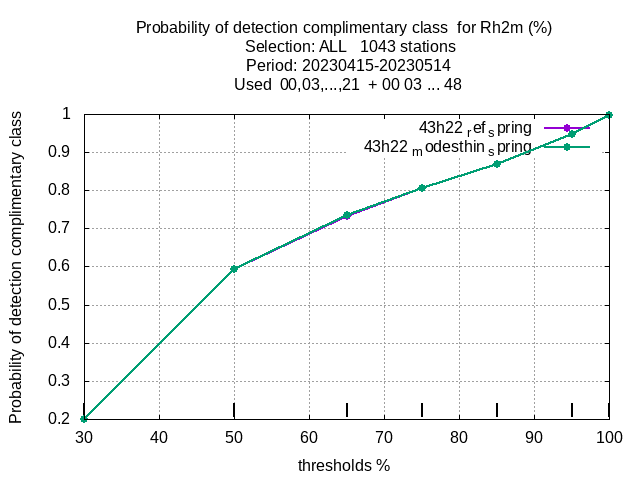 Probability of detection complimentary class  for Rh2m (%)
Selection: ALL   1043 stations
Period: 20230415-20230514
Used  00,03,...,21  + 00 03 ... 48
Probability of detection complimentary class
1
0.9
0.8
0.7
0.6
0.5
0.4
0.3
0.2
43h22 ref spring
43h22 modesthin spring
30 40 50 60 70 80 90 100
thresholds %